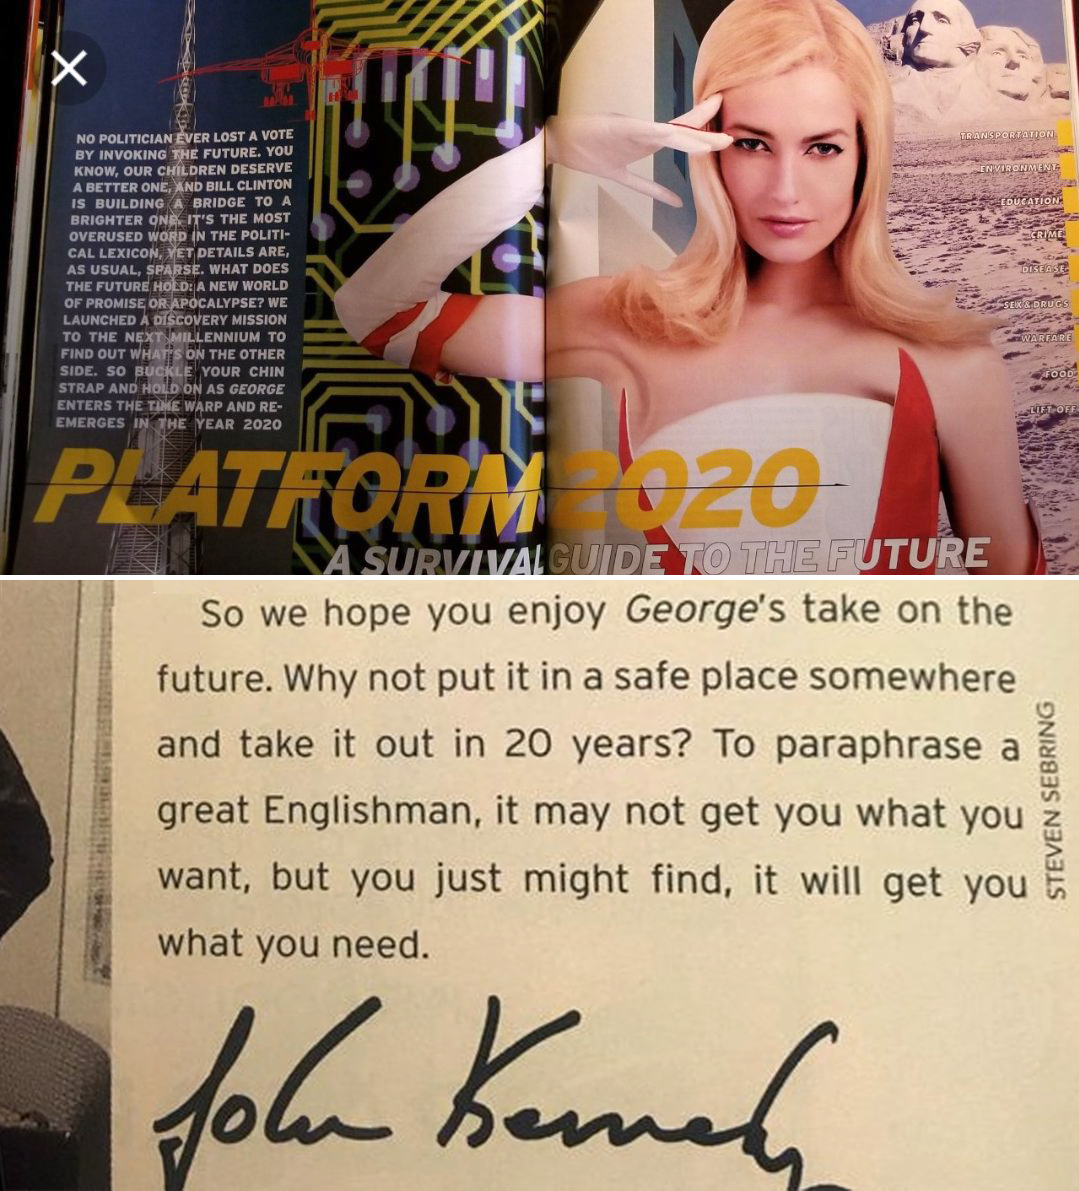 NO POLITICIAN EVER LOST A VOTE
BY INVOKING THE FUTURE. YOU
KNOW, OUR CHILDREN DESERVE
A BETTER ONE, AND BILL CLINTON
IS BUILDING A BRIDGE TO A
BRIGHTER ONE. IT'S THE MOST
OVERUSED WORD IN THE POLITI-
CAL LEXICON, YET DETAILS ARE,
AS USUAL, SPARSE. WHAT DOES
THE FUTURE HOLD: A NEW WORLD
OF PROMISE OR APOCALYPSE? WE
LAUNCHED A DISCOVERY MISSION
TO THE NEXT MILLENNIUM TO
FIND OUT WHAT'S ON THE OTHER
SIDE. SO BUCKLE YOUR CHIN
STRAP AND HOLD ON AS GEORGE
ENTERS THE TIME WARP AND RE-
EMERGES IN THE YEAR 2020
TRANSPORTATION
ENVIRONMENT
EDUCATION
CRIME
DISEASE
SEX & DRUGS
WARFARE
FOOD
LIFT OFF
PLATFORM 2020
A SURVIVAL GUIDE TO THE FUTURE
So we hope you enjoy George's take on the
future. Why not put it in a safe place somewhere
and take it out in 20 years? To paraphrase a
great Englishman, it may not get you what you
want, but you just might find, it will get you
what you need.
STEVEN SEBRING
John Kennedy